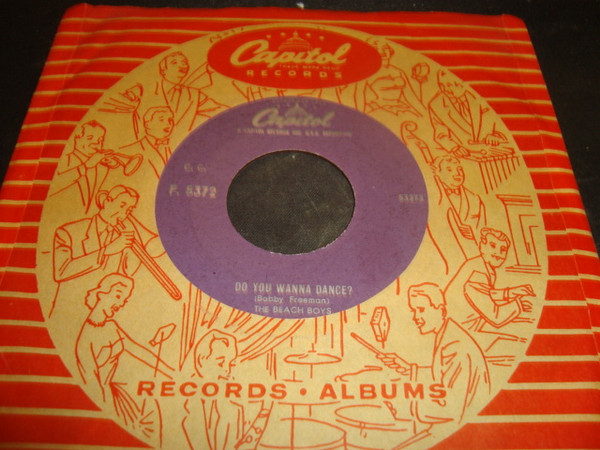 Capitol
RECORDS
Capitol
F. 5372
DO YOU WANNA DANCE?
(Bobby Freeman)
THE BEACH BOYS
RECORDS • ALBUMS